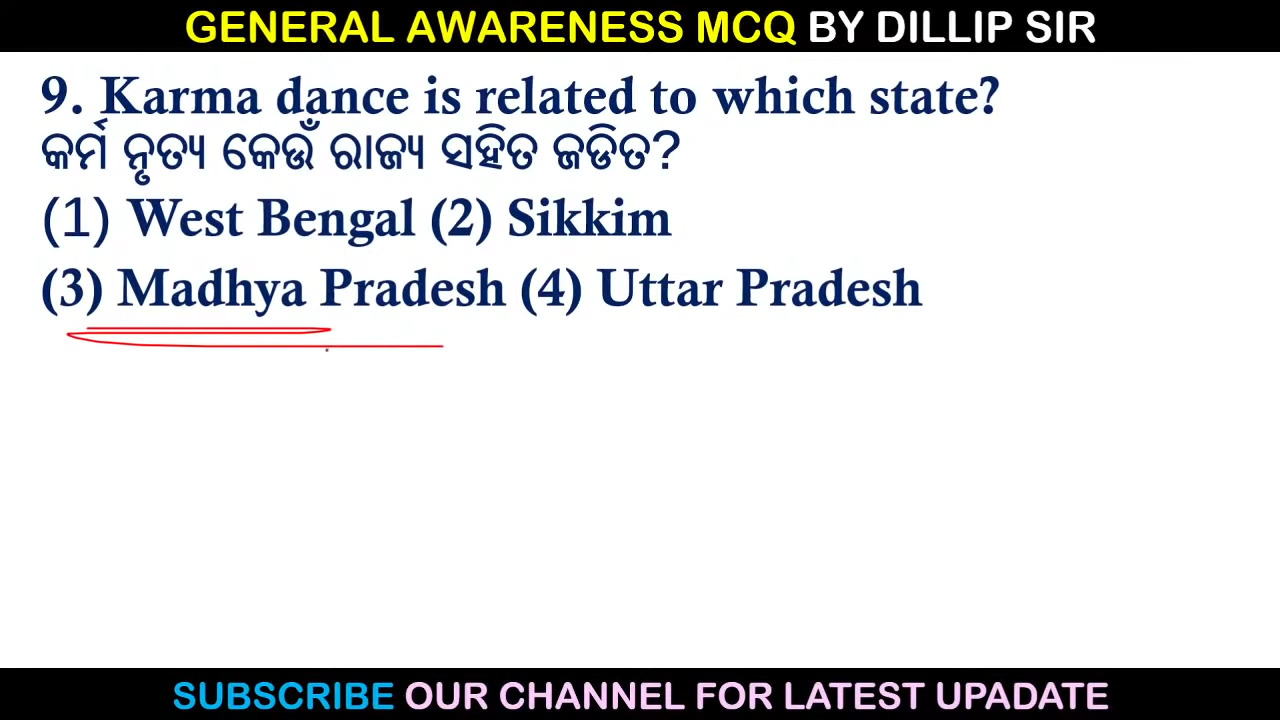 GENERAL AWARENESS MCQ BY DILLIP SIR
9. Karma dance is related to which state?
କର୍ମ ନୃତ୍ୟ କେଉଁ ରାଜ୍ୟ ସହିତ ଜଡିତ?
(1) West Bengal (2) Sikkim
(3) Madhya Pradesh (4) Uttar Pradesh
SUBSCRIBE OUR CHANNEL FOR LATEST UPADATE